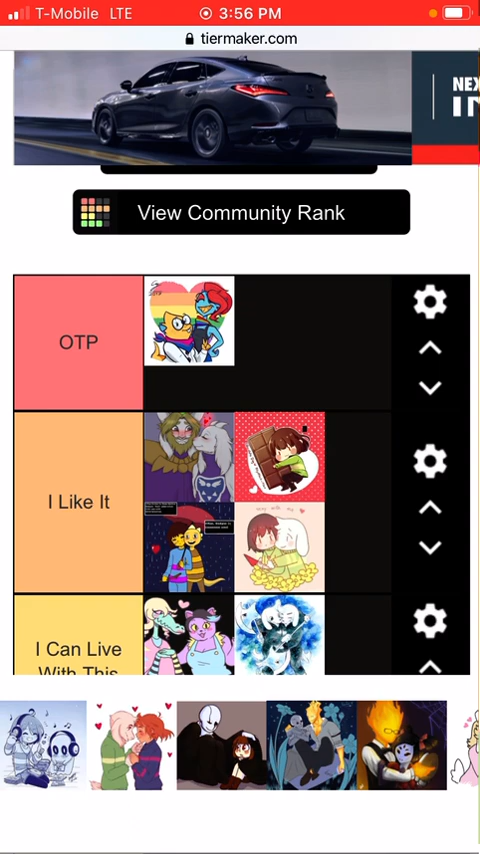 T-Mobile LTE 3:56 PM
tiermaker.com
View Community Rank
OTP
I Like It
I Can Live
With This